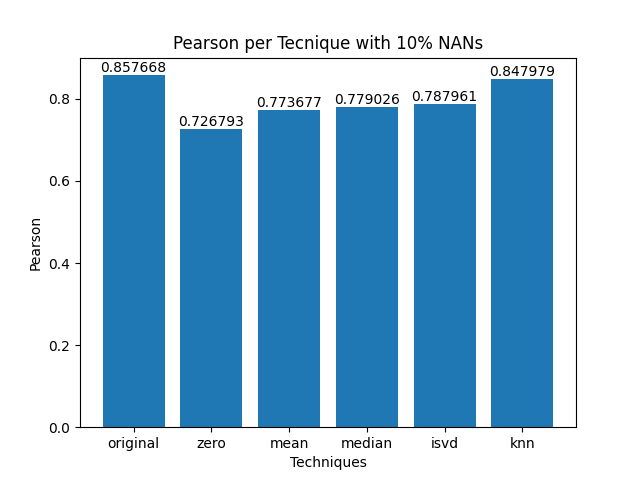 Pearson per Tecnique with 10% NANs
0.857668
0.726793
0.773677
0.779026
0.787961
0.847979
0.8
0.6
0.4
0.2
0.0
Pearson
original zero mean median isvd knn
Techniques